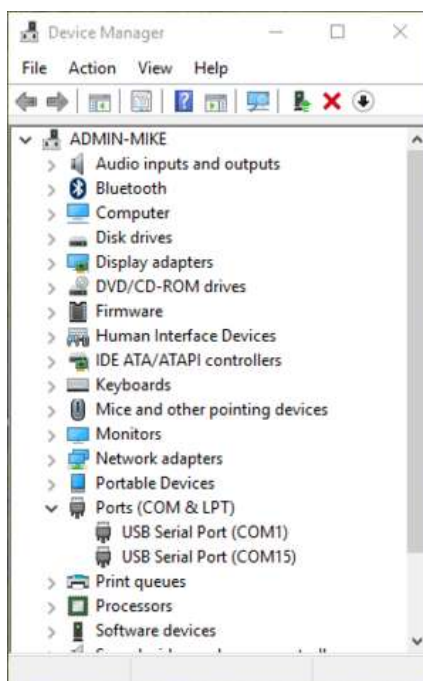 Device Manager
File Action View Help
ADMIN-MIKE
Audio inputs and outputs
Bluetooth
Computer
Disk drives
Display adapters
DVD/CD-ROM drives
Firmware
Human Interface Devices
IDE ATA/ATAPI controllers
Keyboards
Mice and other pointing devices
Monitors
Network adapters
Portable Devices
Ports (COM & LPT)
USB Serial Port (COM1)
USB Serial Port (COM15)
Print queues
Processors
Software devices